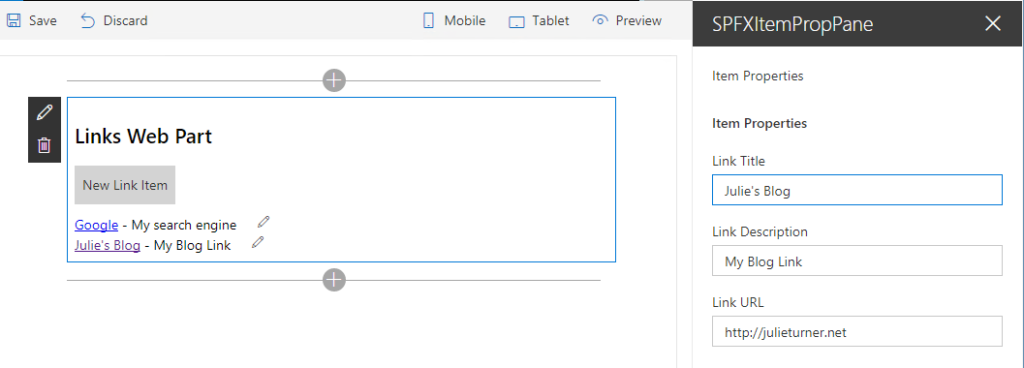 Save Discard Mobile Tablet Preview
Links Web Part
New Link Item
Google - My search engine
Julie's Blog - My Blog Link
SPFXItemPropPane
Item Properties
Item Properties
Link Title
Julie's Blog
Link Description
My Blog Link
Link URL
http://julieturner.net